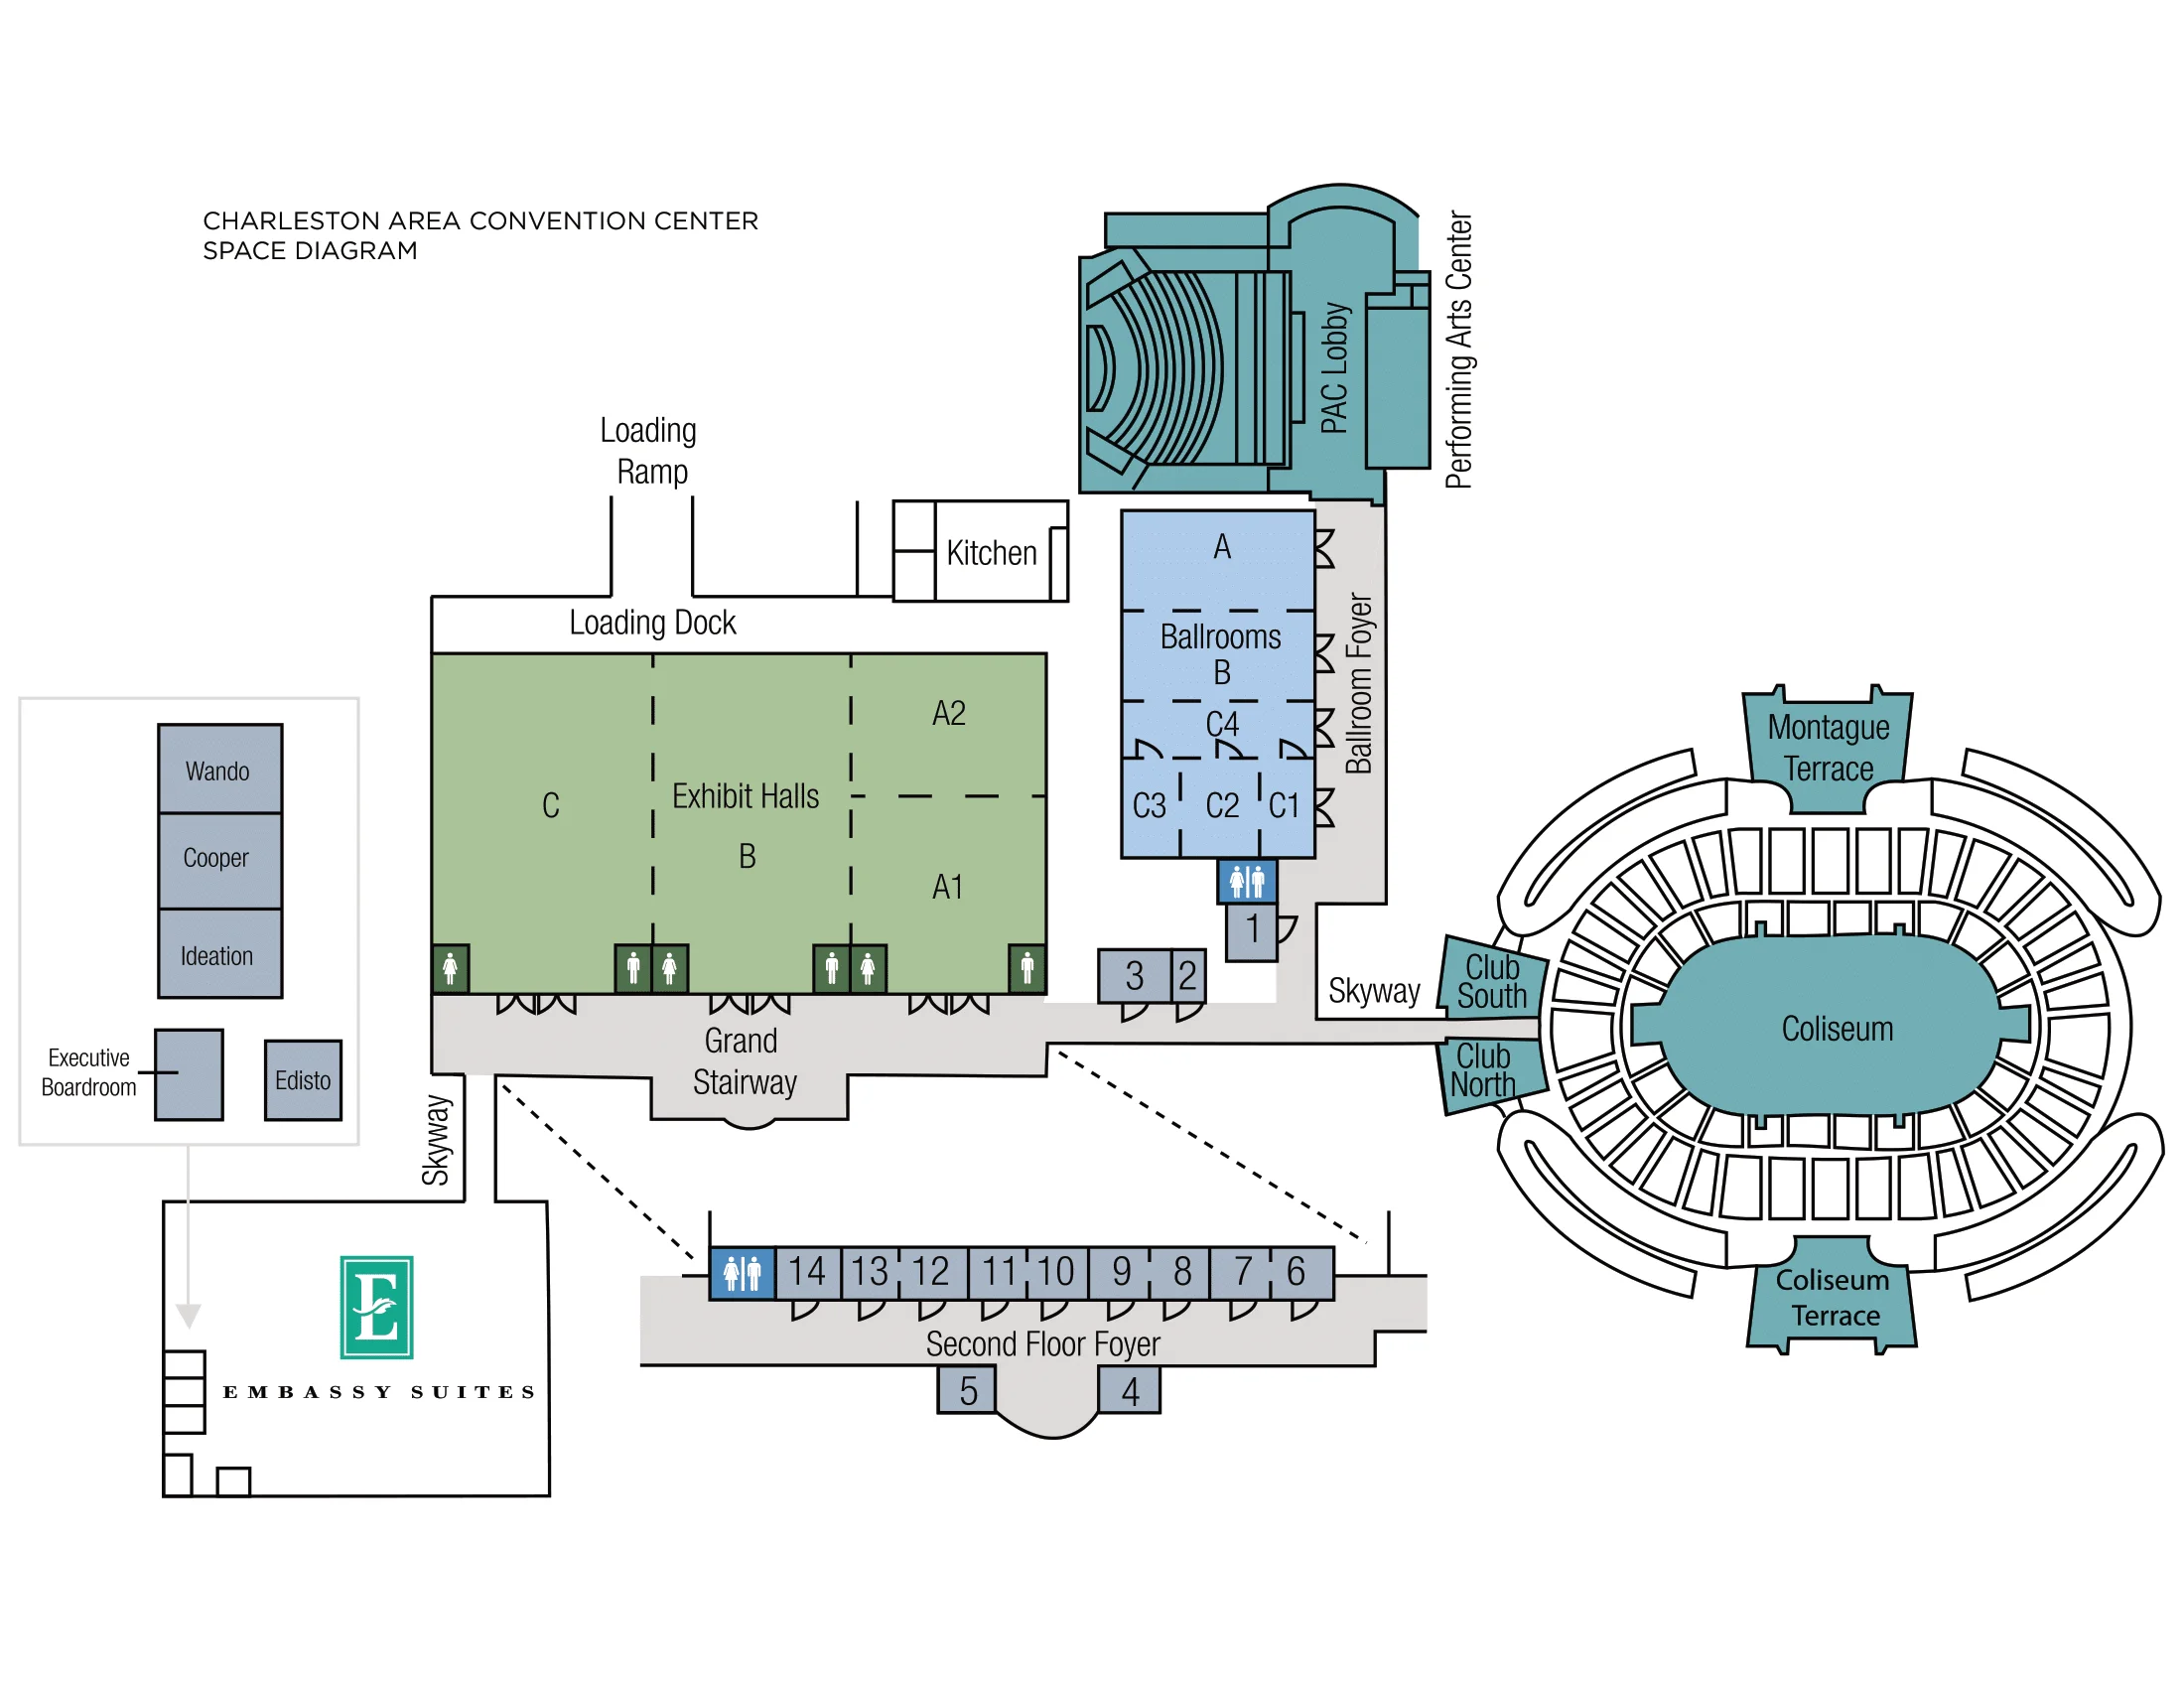 CHARLESTON AREA CONVENTION CENTER
SPACE DIAGRAM
Performing Arts Center
PAC Lobby
Loading
Ramp
Kitchen
Loading Dock
A
Ballrooms
B
C4
C3
C2
C1
Ballroom Foyer
A2
C
Exhibit Halls
B
A1
1
3
2
Skyway
Grand
Stairway
Wando
Cooper
Ideation
Executive
Boardroom
Edisto
Skyway
Montague
Terrace
Club
South
Coliseum
Club
North
Coliseum
Terrace
14
13
12
11
10
9
8
7
6
Second Floor Foyer
5
4
E
EMBASSY SUITES